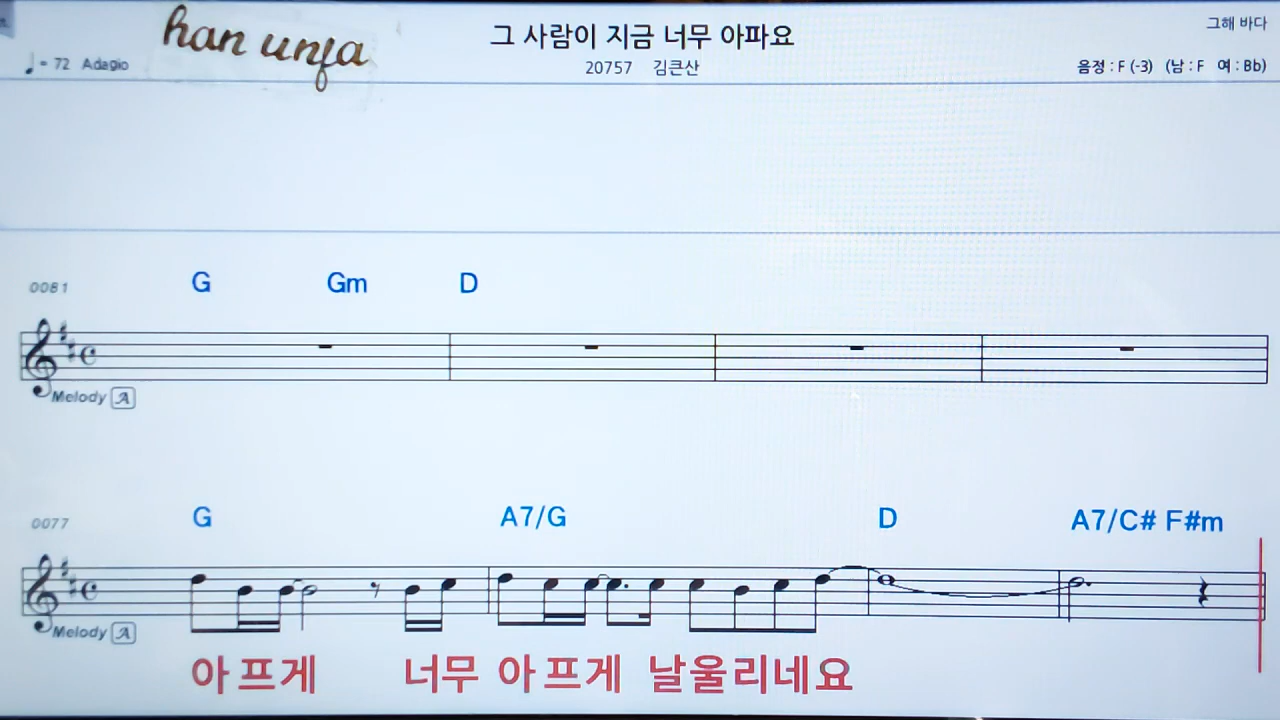 han unja
그 사람이 지금 너무 아파요
그해 바다
♩= 72 Adagio
20757 김큰산
음정 : F (-3) (남 : F 여 : Bb)
0081 G Gm D
Melody A
0077 G A7/G D A7/C# F#m
Melody A
아프게 너무 아프게 날울리네요